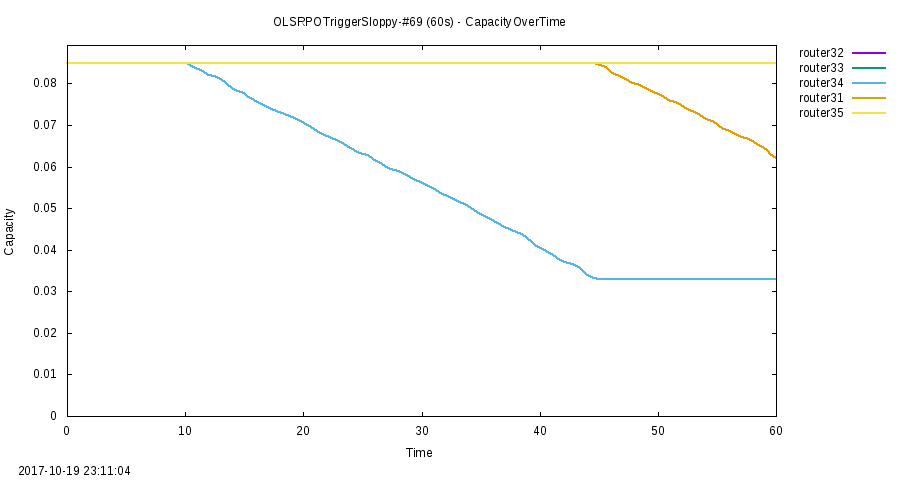 OLSRPOTriggerSloppy-#69 (60s) - CapacityOverTime
router32
router33
router34
router31
router35
0.08
0.07
0.06
0.05
0.04
0.03
0.02
0.01
0
Capacity
0 10 20 30 40 50 60
Time
2017-10-19 23:11:04